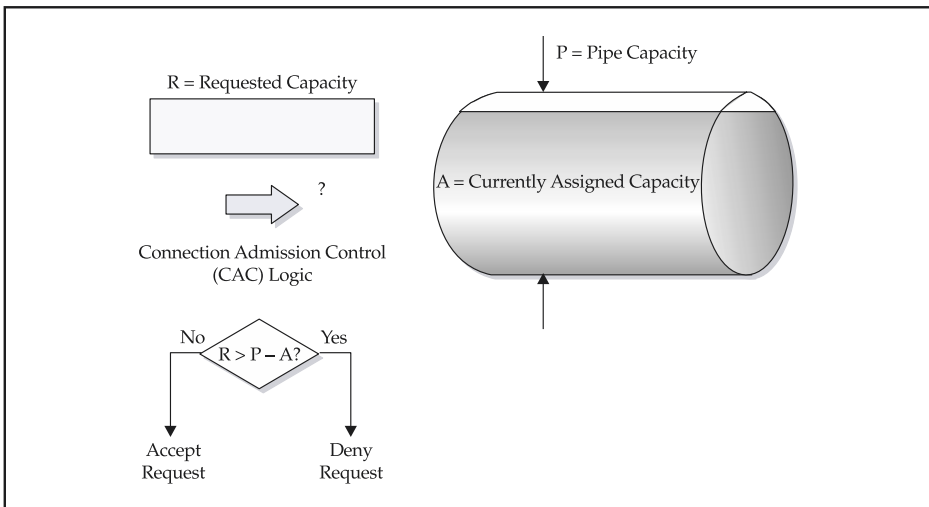 R = Requested Capacity
?
Connection Admission Control
(CAC) Logic
No
R > P – A?
Yes
Accept
Request
Deny
Request
P = Pipe Capacity
A = Currently Assigned Capacity